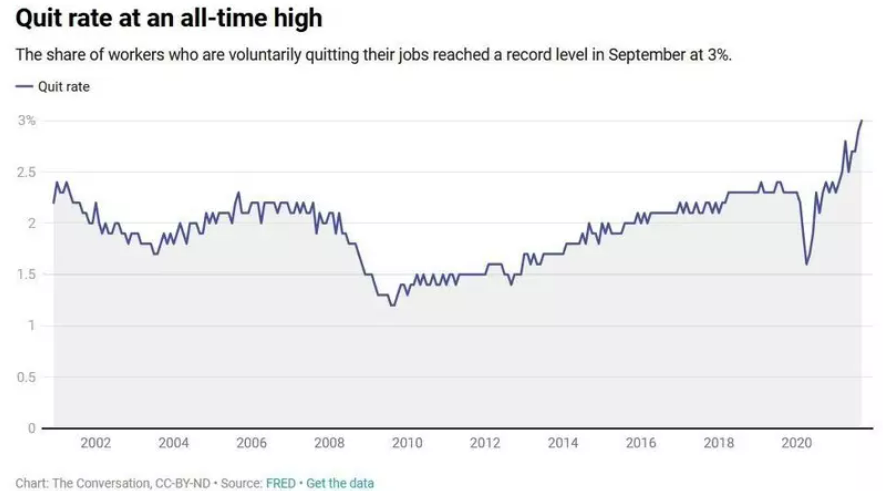 Quit rate at an all-time high
The share of workers who are voluntarily quitting their jobs reached a record level in September at 3%.
Quit rate
3%
2.5
2
1.5
1
0.5
0
2002 2004 2006 2008 2010 2012 2014 2016 2018 2020
Chart: The Conversation, CC-BY-ND • Source: FRED • Get the data